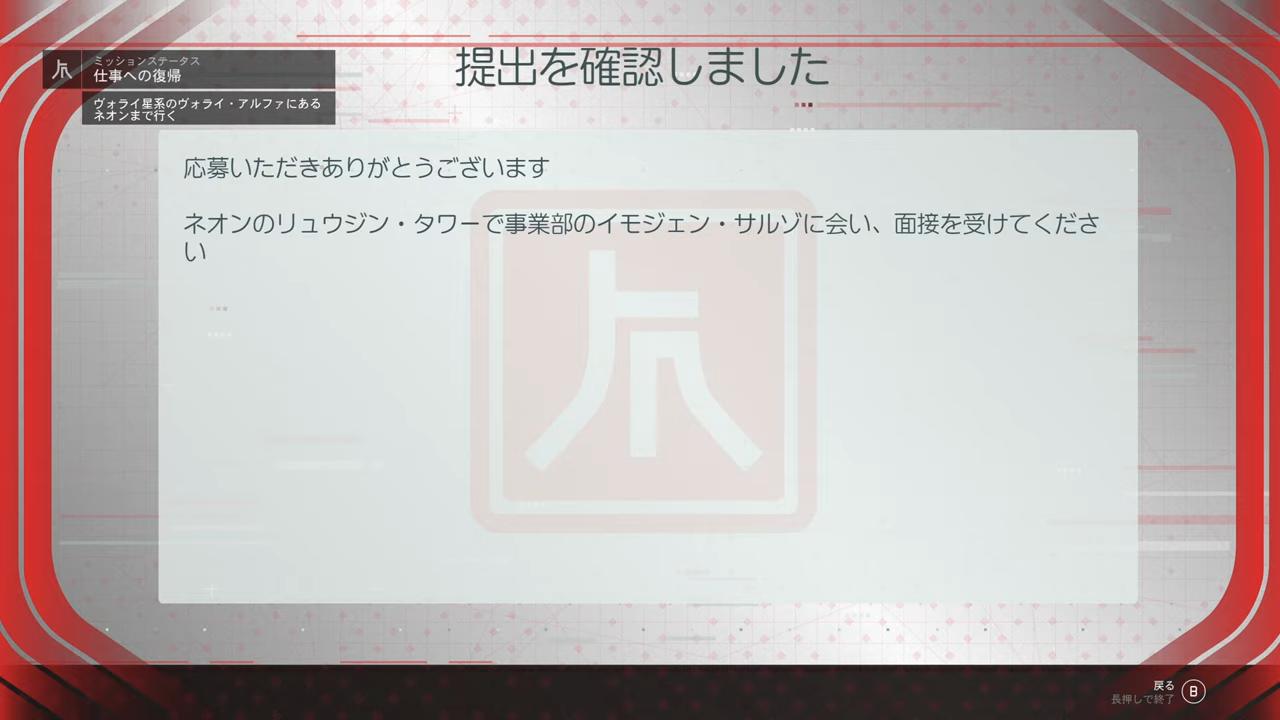 提出を確認しました
ミッションステータス
仕事への復帰
ヴォライ星系のヴォライ・アルファにある
ネオンまで行く
応募いただきありがとうございます
ネオンのリュウジン・タワーで事業部のイモジェン・サルゾに会い、面接を受けてくださ
い
戻る
長押しで終了
B